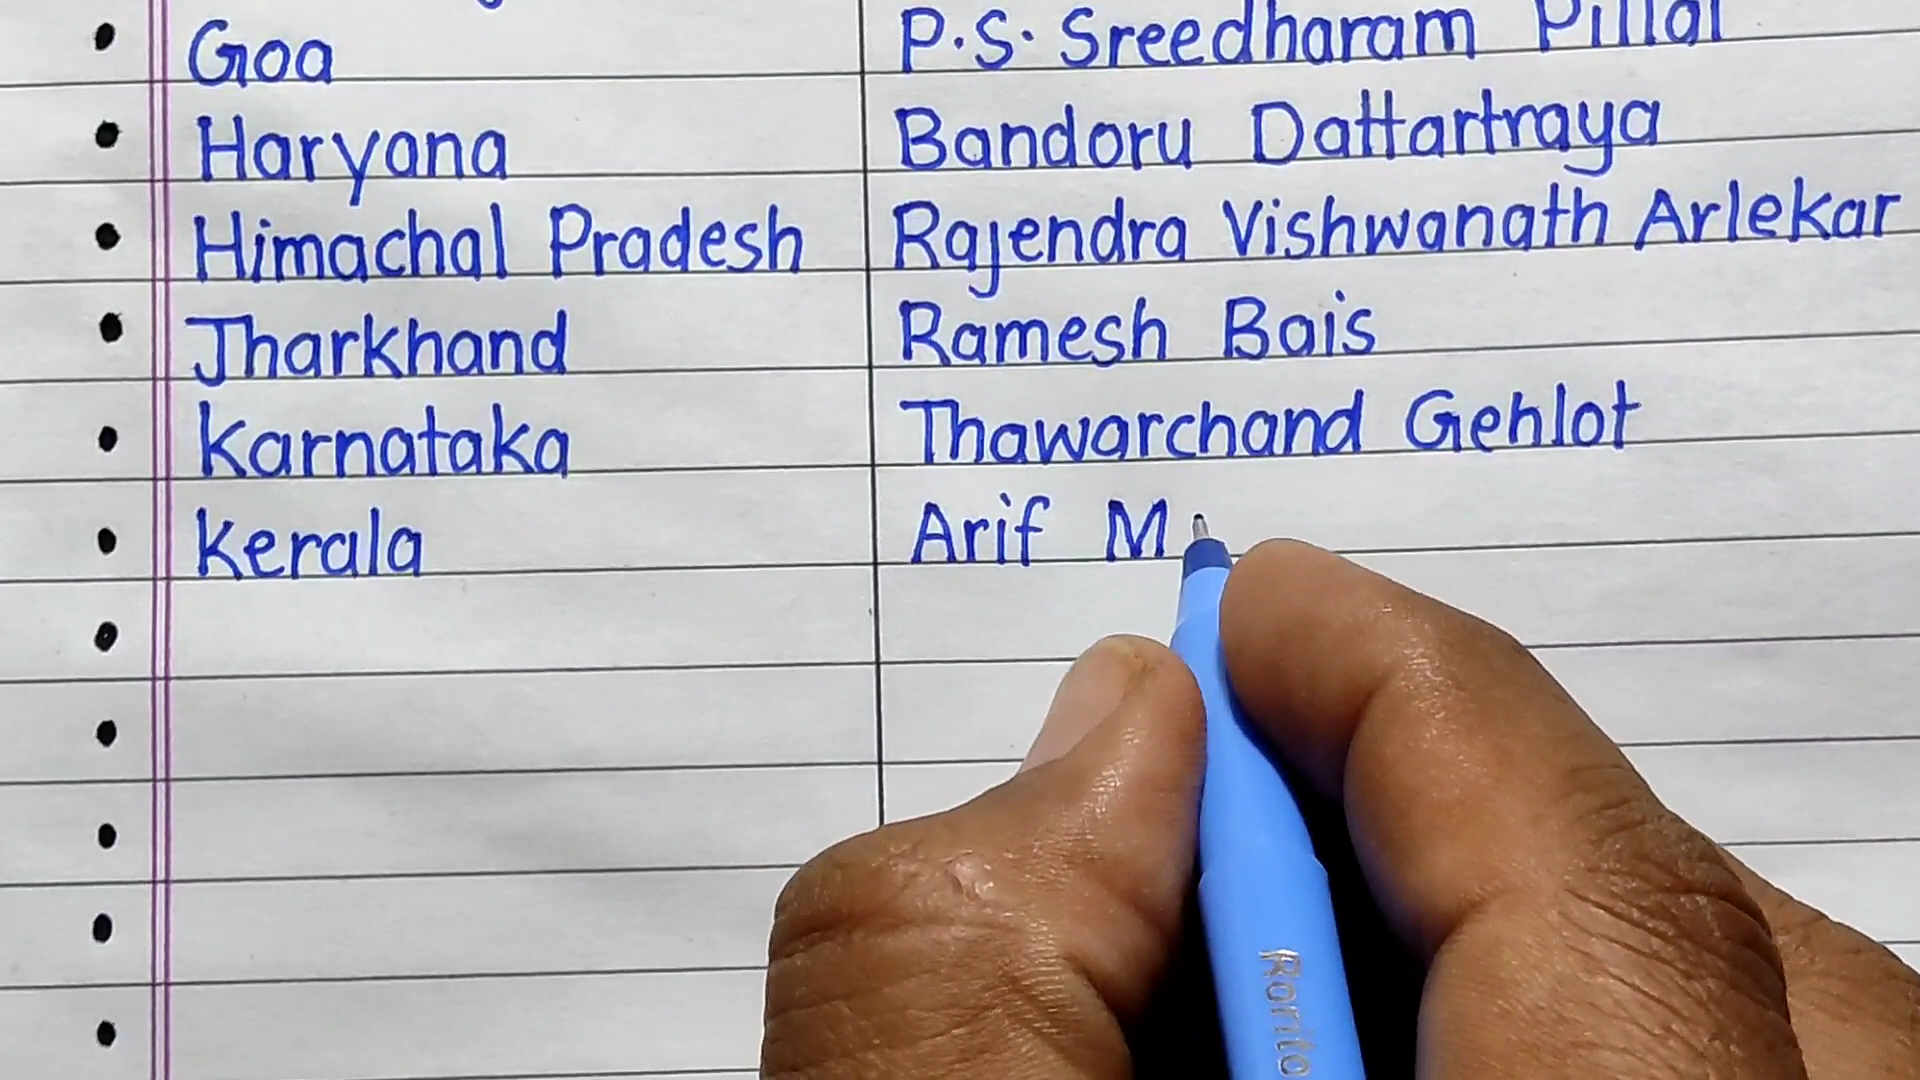 Goa P.S. Sreedharam Pillai
Haryana Bandoru Dattartraya
Himachal Pradesh Rajendra Vishwanath Arlekar
Jharkhand Ramesh Bais
Karnataka Thawarchand Gehlot
Kerala Arif M
Rorito